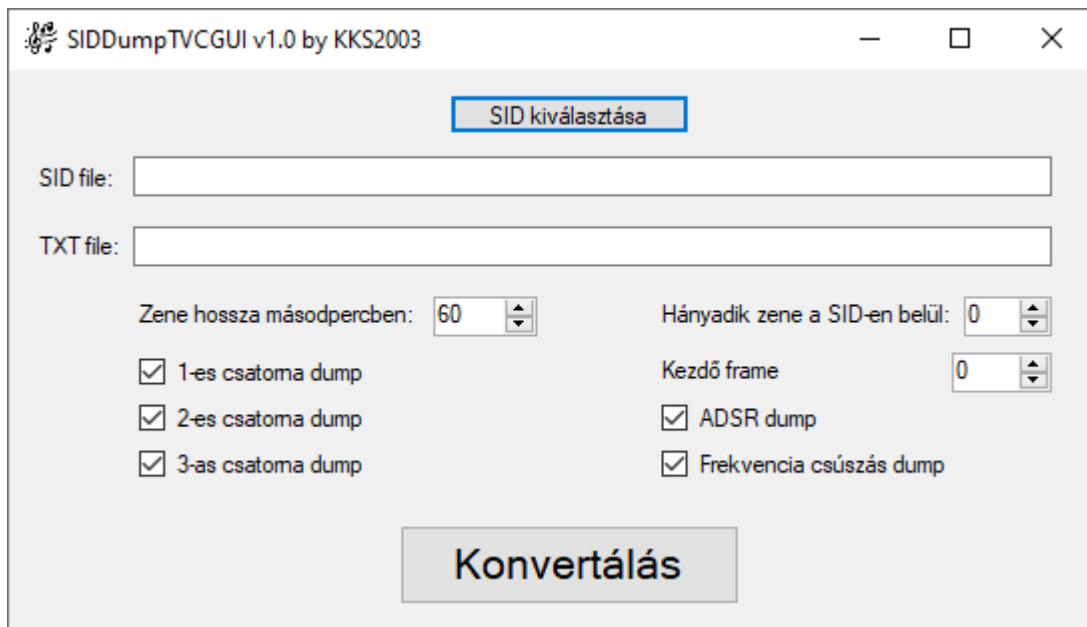 SIDDumpTVCGUI v1.0 by KKS2003
SID kiválasztása
SID file:
TXT file:
Zene hossza másodpercben: 60
Hányadik zene a SID-en belül: 0
1-es csatorna dump
Kezdő frame 0
2-es csatorna dump
ADSR dump
3-as csatorna dump
Frekvencia csúszás dump
Konvertálás